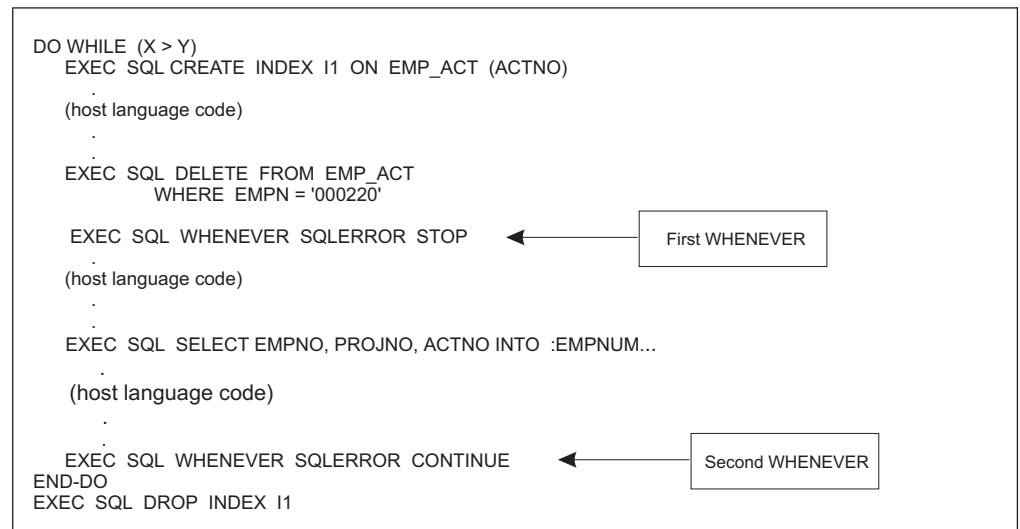 DO WHILE (X > Y)
EXEC SQL CREATE INDEX I1 ON EMP_ACT (ACTNO)
.
(host language code)
.
.
EXEC SQL DELETE FROM EMP_ACT
WHERE EMPN = '000220'
EXEC SQL WHENEVER SQLERROR STOP First WHENEVER
.
(host language code)
.
.
EXEC SQL SELECT EMPNO, PROJNO, ACTNO INTO :EMPNUM...
.
(host language code)
.
.
EXEC SQL WHENEVER SQLERROR CONTINUE Second WHENEVER
END-DO
EXEC SQL DROP INDEX I1